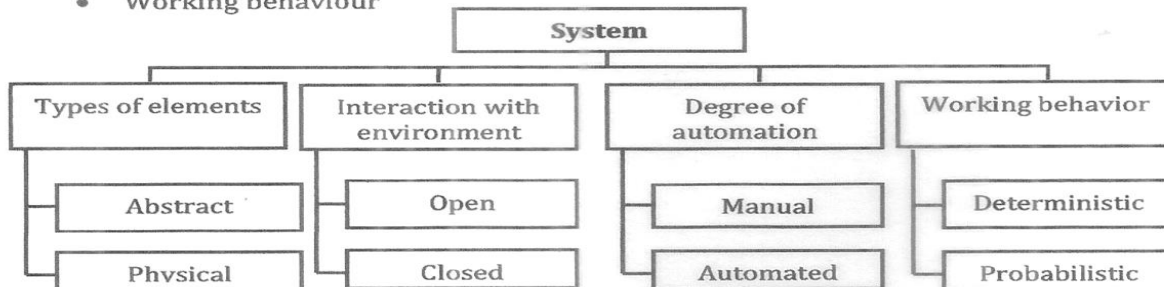 • Working behaviour
System
Types of elements
Interaction with
environment
Degree of
automation
Working behavior
Abstract
Open
Manual
Deterministic
Physical
Closed
Automated
Probabilistic